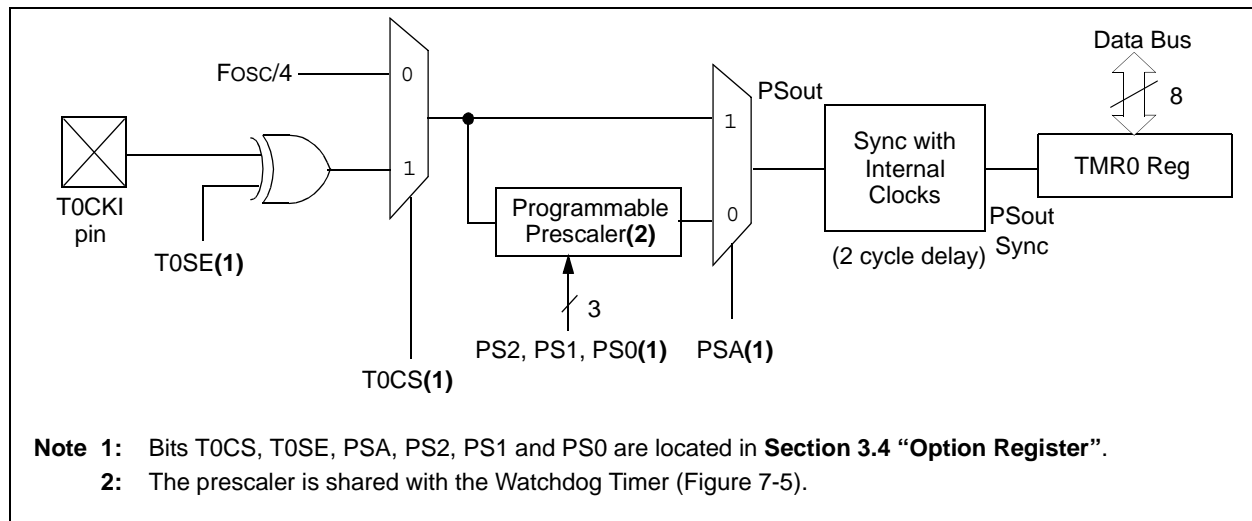 Data Bus
FOSC/4
0
PSout
8
1
Sync with
Internal
Clocks
TMR0 Reg
1
T0CKI
pin
Programmable
Prescaler(2)
0
PSout
Sync
T0SE(1)
(2 cycle delay)
3
PS2, PS1, PS0(1)
PSA(1)
T0CS(1)
Note 1: Bits T0CS, T0SE, PSA, PS2, PS1 and PS0 are located in Section 3.4 “Option Register”.
2: The prescaler is shared with the Watchdog Timer (Figure 7-5).